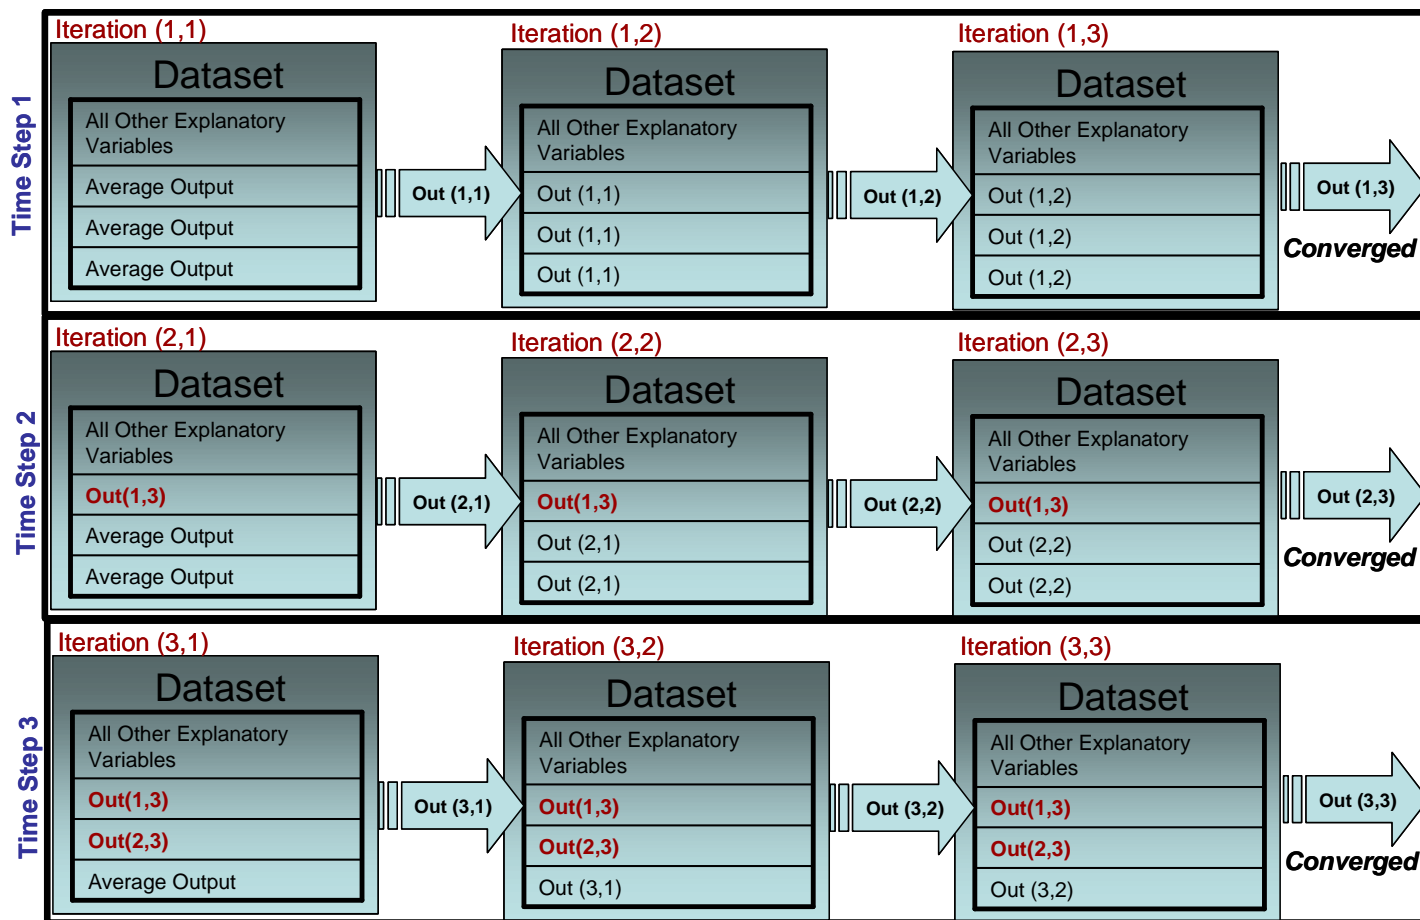 Time Step 1
Iteration (1,1)
Dataset
All Other Explanatory
Variables
Average Output
Average Output
Average Output
Out (1,1)
Iteration (1,2)
Dataset
All Other Explanatory
Variables
Out (1,1)
Out (1,1)
Out (1,1)
Out (1,2)
Iteration (1,3)
Dataset
All Other Explanatory
Variables
Out (1,2)
Out (1,2)
Out (1,2)
Out (1,3)
Converged
Time Step 2
Iteration (2,1)
Dataset
All Other Explanatory
Variables
Out(1,3)
Average Output
Average Output
Out (2,1)
Iteration (2,2)
Dataset
All Other Explanatory
Variables
Out(1,3)
Out (2,1)
Out (2,1)
Out (2,2)
Iteration (2,3)
Dataset
All Other Explanatory
Variables
Out(1,3)
Out (2,2)
Out (2,2)
Out (2,3)
Converged
Time Step 3
Iteration (3,1)
Dataset
All Other Explanatory
Variables
Out(1,3)
Out(2,3)
Average Output
Out (3,1)
Iteration (3,2)
Dataset
All Other Explanatory
Variables
Out(1,3)
Out(2,3)
Out (3,1)
Out (3,2)
Iteration (3,3)
Dataset
All Other Explanatory
Variables
Out(1,3)
Out(2,3)
Out (3,2)
Out (3,3)
Converged